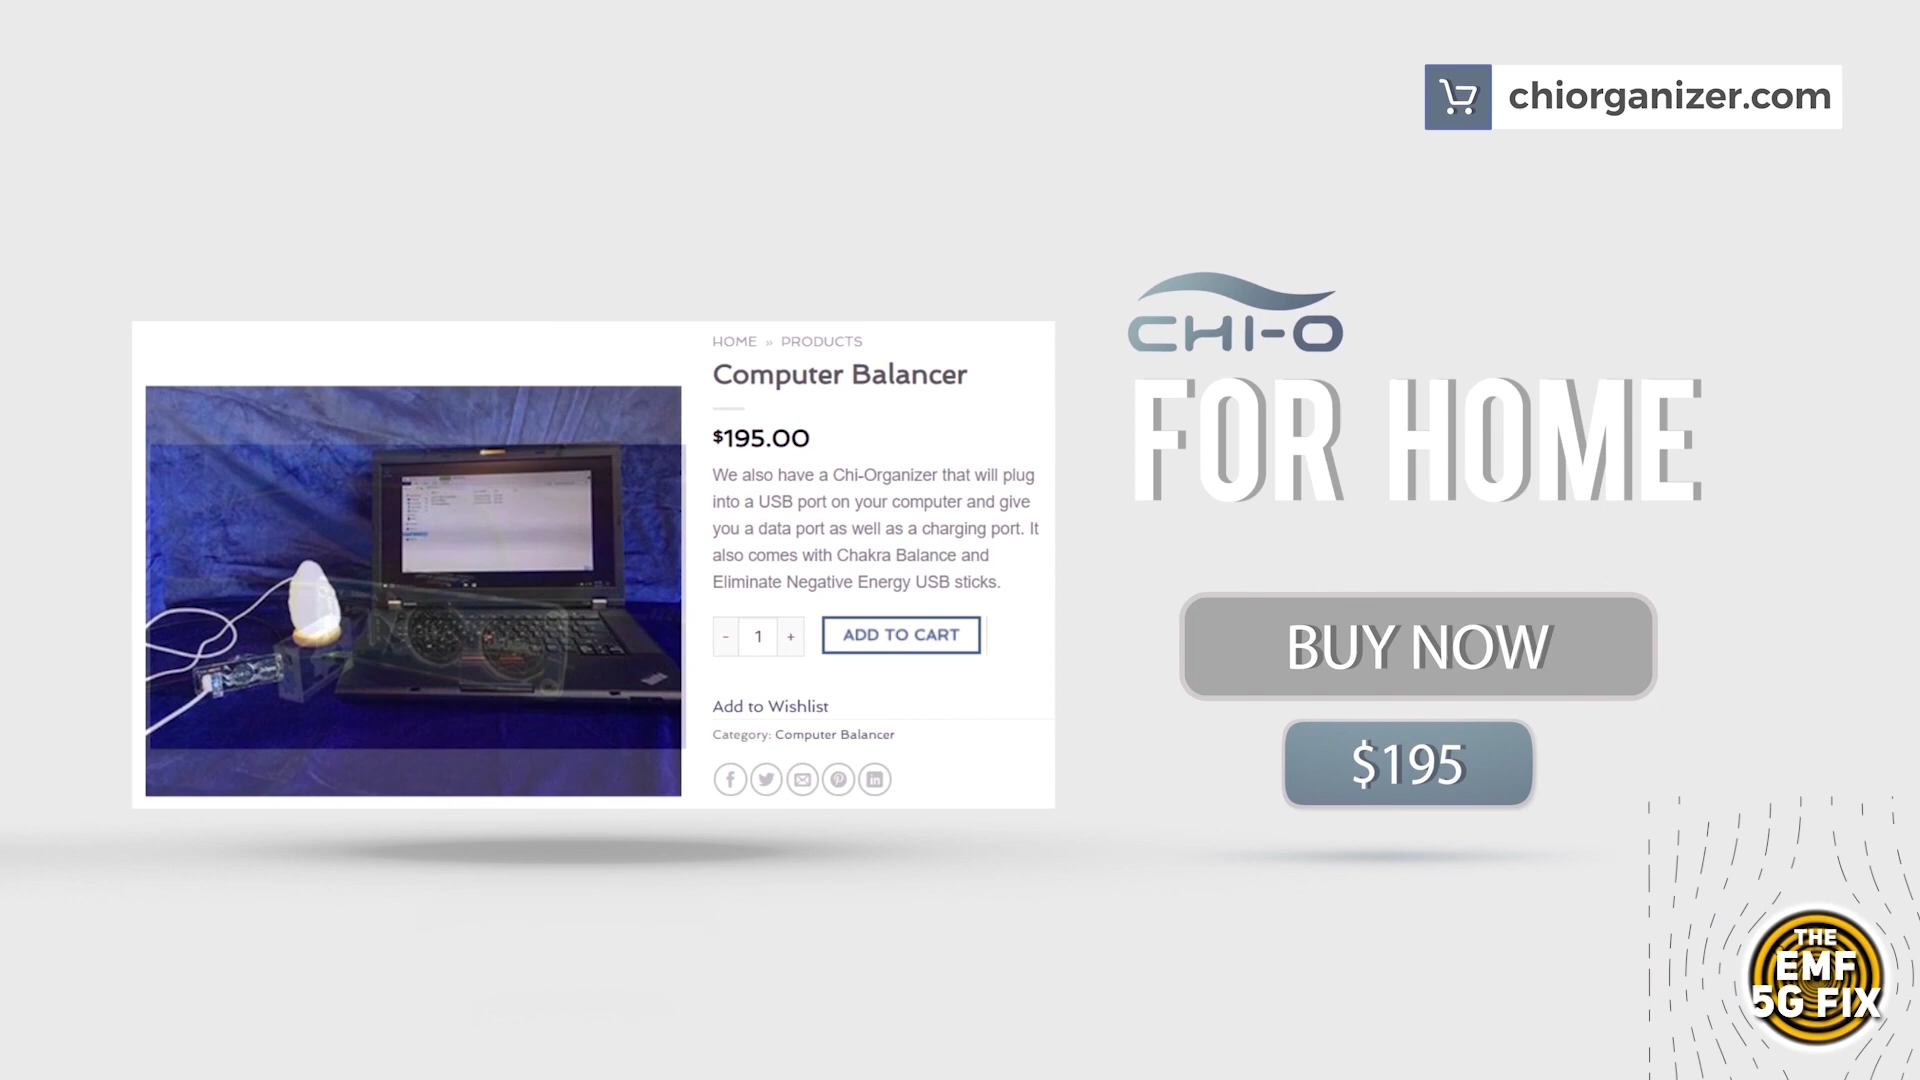 chiorganizer.com
HOME » PRODUCTS
Computer Balancer
$195.00
We also have a Chi-Organizer that will plug
into a USB port on your computer and give
you a data port as well as a charging port. It
also comes with Chakra Balance and
Eliminate Negative Energy USB sticks.
- 1 +
ADD TO CART
Add to Wishlist
Category: Computer Balancer
CHI-O
FOR HOME
BUY NOW
$195
THE
EMF
5G FIX